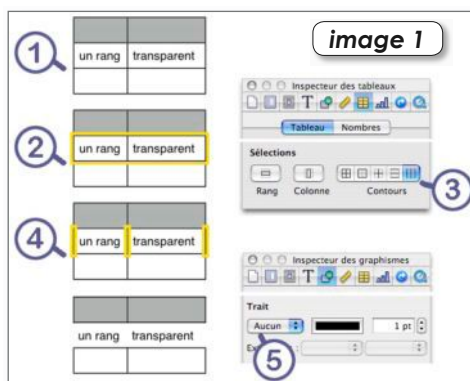 image 1
1
un rang transparent
2
un rang transparent
4
un rang transparent
un rang transparent
Inspecteur des tableaux
T
Tableau Nombres
Sélections
Rang Colonne Contours
3
Inspecteur des graphismes
T
Trait
Aucun 1 pt
5